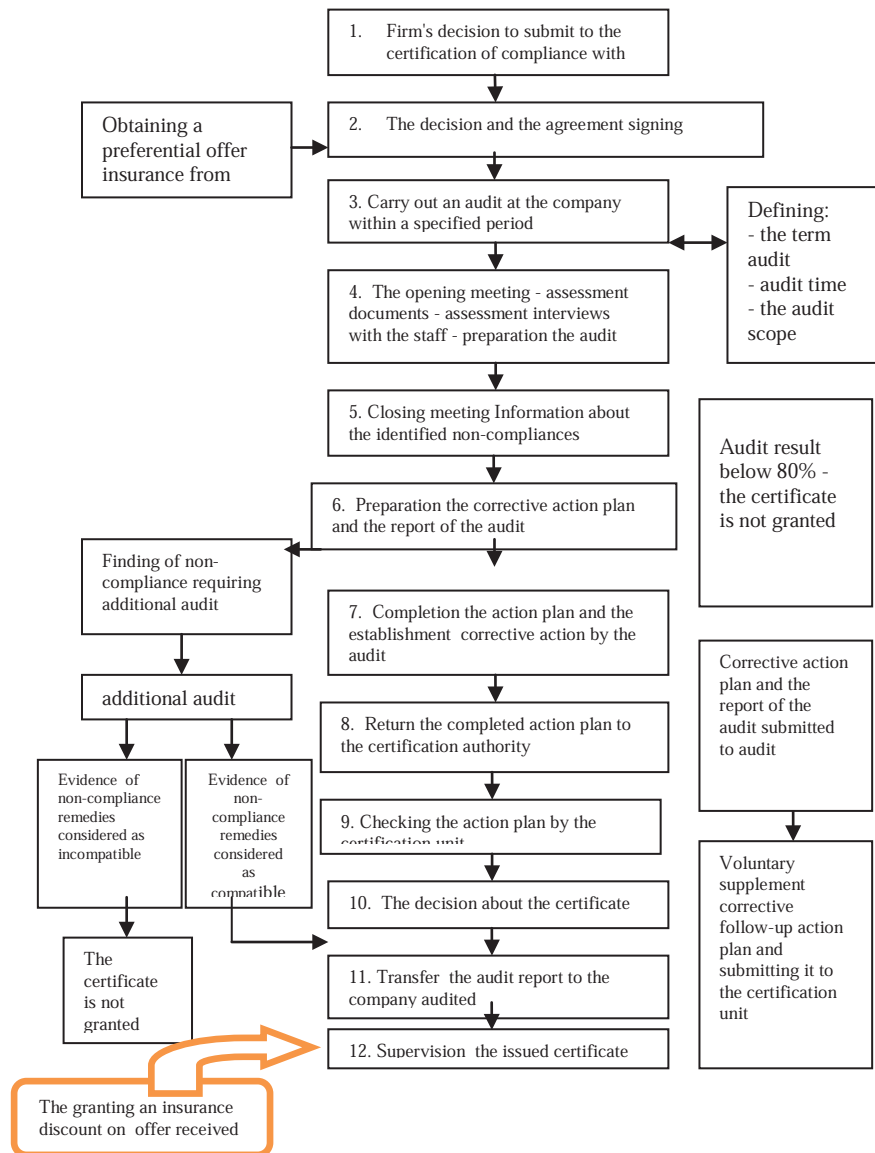 1. Firm's decision to submit to the
certification of compliance with
Obtaining a
preferential offer
insurance from
2. The decision and the agreement signing
3. Carry out an audit at the company
within a specified period
Defining:
- the term
audit
- audit time
- the audit
scope
4. The opening meeting - assessment
documents - assessment interviews
with the staff - preparation the audit
5. Closing meeting Information about
the identified non-compliances
Audit result
below 80% -
the certificate
is not granted
6. Preparation the corrective action plan
and the report of the audit
Finding of non-
compliance requiring
additional audit
7. Completion the action plan and the
establishment corrective action by the
audit
Corrective action
plan and the
report of the
audit submitted
to audit
additional audit
8. Return the completed action plan to
the certification authority
Evidence of
non-compliance
remedies
considered as
incompatible
Evidence of
non-
compliance
remedies
considered
as
compatible
9. Checking the action plan by the
certification unit
Voluntary
supplement
corrective
follow-up action
plan and
submitting it to
the certification
unit
10. The decision about the certificate
The
certificate
is not
granted
11. Transfer the audit report to the
company audited
12. Supervision the issued certificate
The granting an insurance
discount on offer received